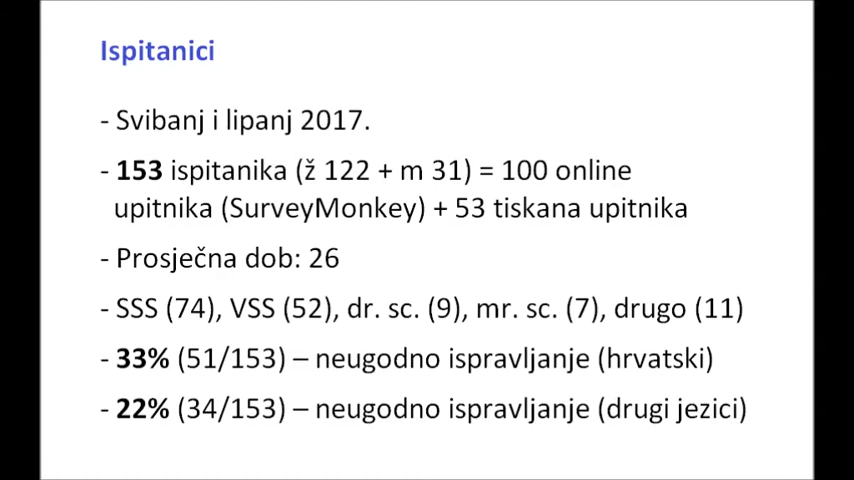 Ispitanici
- Svibanj i lipanj 2017.
- 153 ispitanika (ž 122 + m 31) = 100 online
upitnika (SurveyMonkey) + 53 tiskana upitnika
- Prosječna dob: 26
- SSS (74), VSS (52), dr. sc. (9), mr. sc. (7), drugo (11)
- 33% (51/153) – neugodno ispravljanje (hrvatski)
- 22% (34/153) – neugodno ispravljanje (drugi jezici)